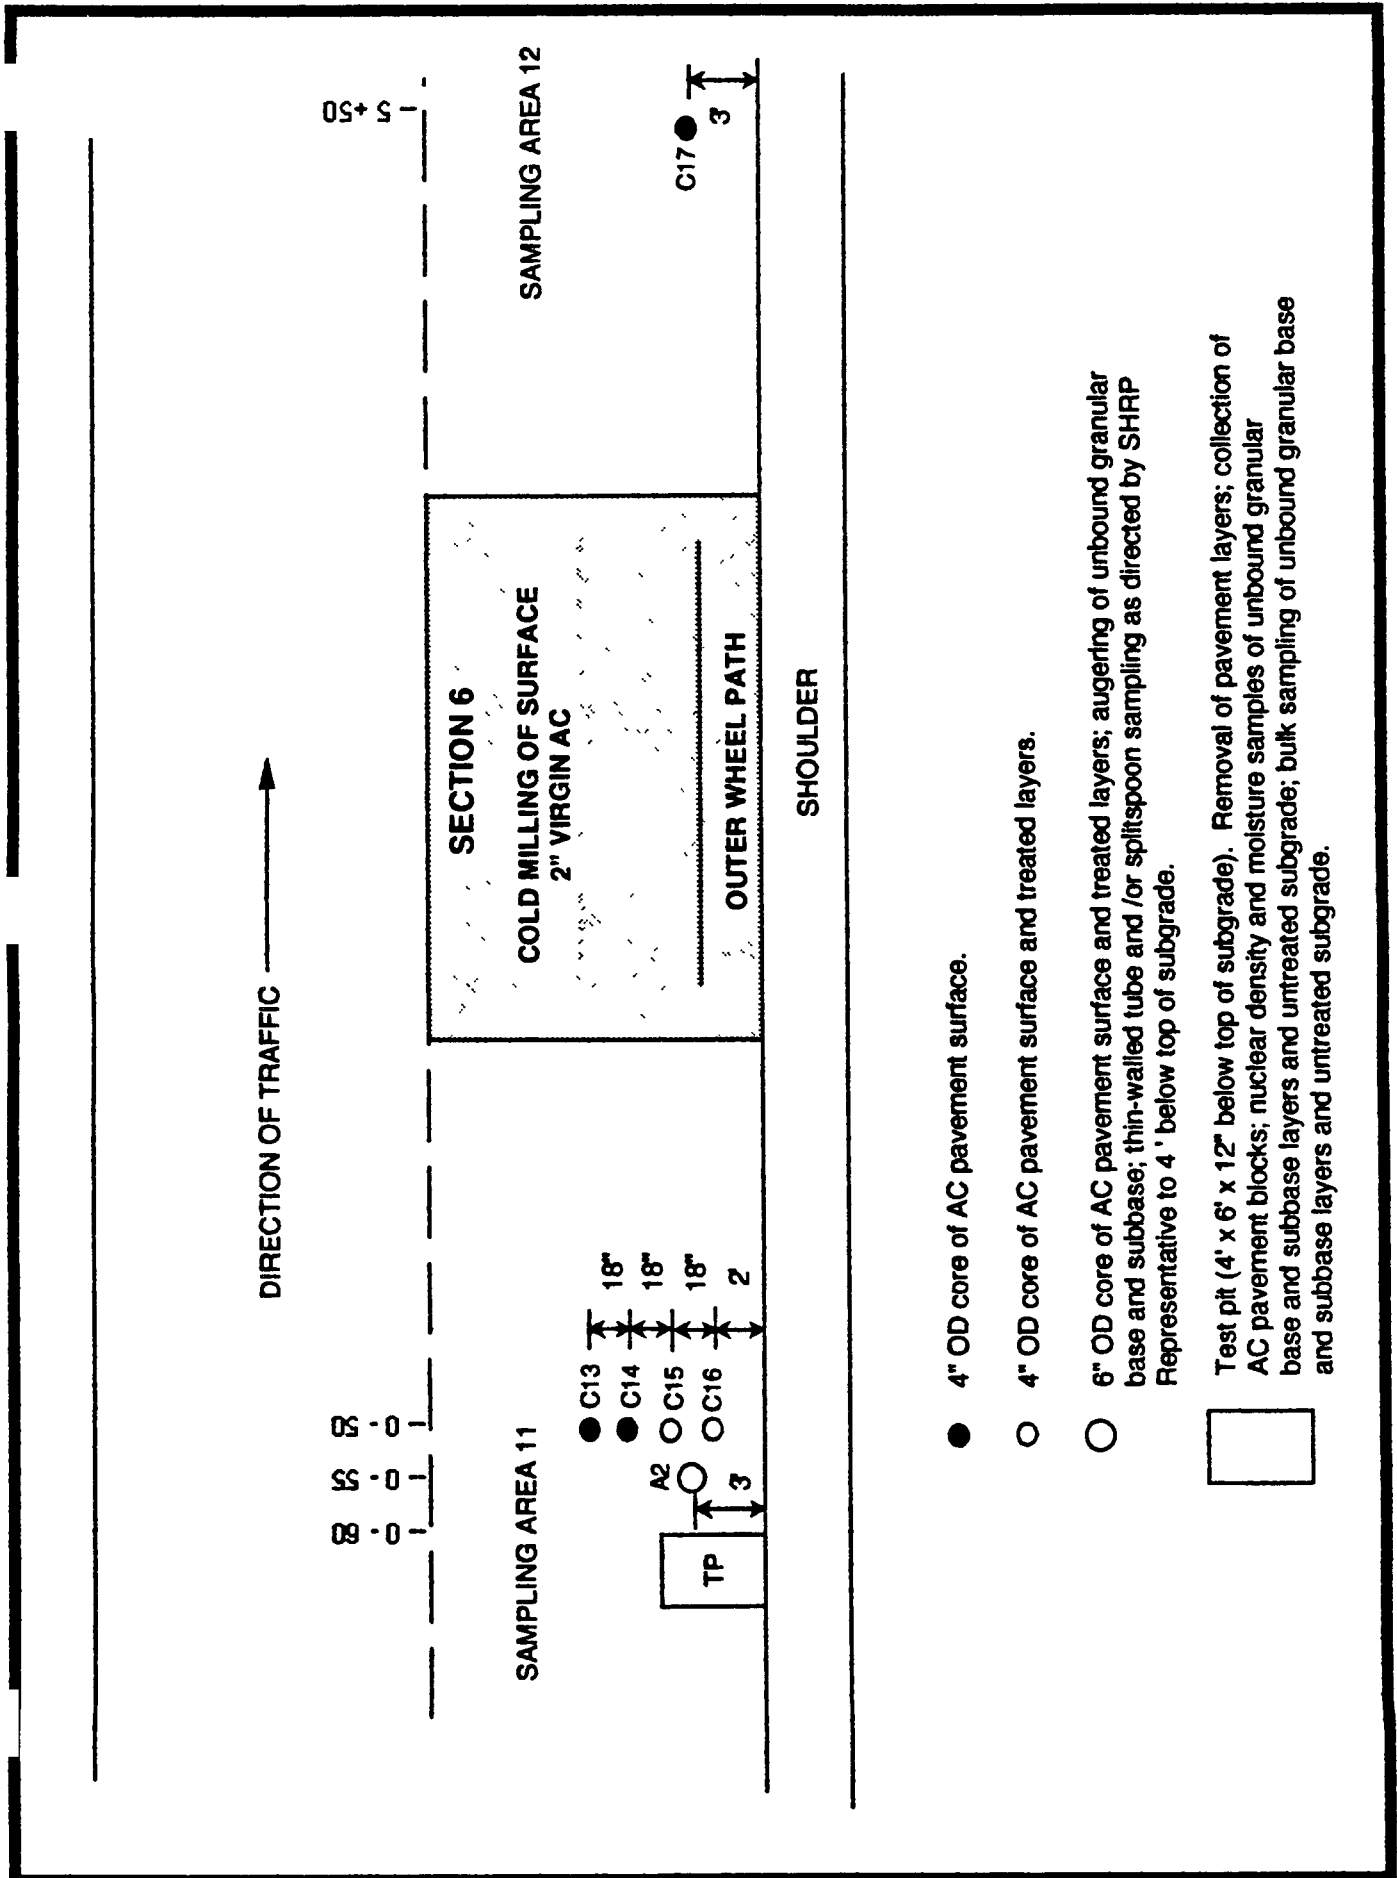 DIRECTION OF TRAFFIC
0 - 60
0 - 55
0 - 50
5 + 50
SAMPLING AREA 11
SECTION 6
COLD MILLING OF SURFACE
2" VIRGIN AC
SAMPLING AREA 12
C13
C14
C15
C16
A2
TP
3'
18"
18"
18"
2'
OUTER WHEEL PATH
C17
3'
SHOULDER
4" OD core of AC pavement surface.
4" OD core of AC pavement surface and treated layers.
6" OD core of AC pavement surface and treated layers; augering of unbound granular
base and subbase; thin-walled tube and /or splitspoon sampling as directed by SHRP
Representative to 4 ' below top of subgrade.
Test pit (4' x 6' x 12" below top of subgrade). Removal of pavement layers; collection of
AC pavement blocks; nuclear density and moisture samples of unbound granular
base and subbase layers and untreated subgrade; bulk sampling of unbound granular base
and subbase layers and untreated subgrade.